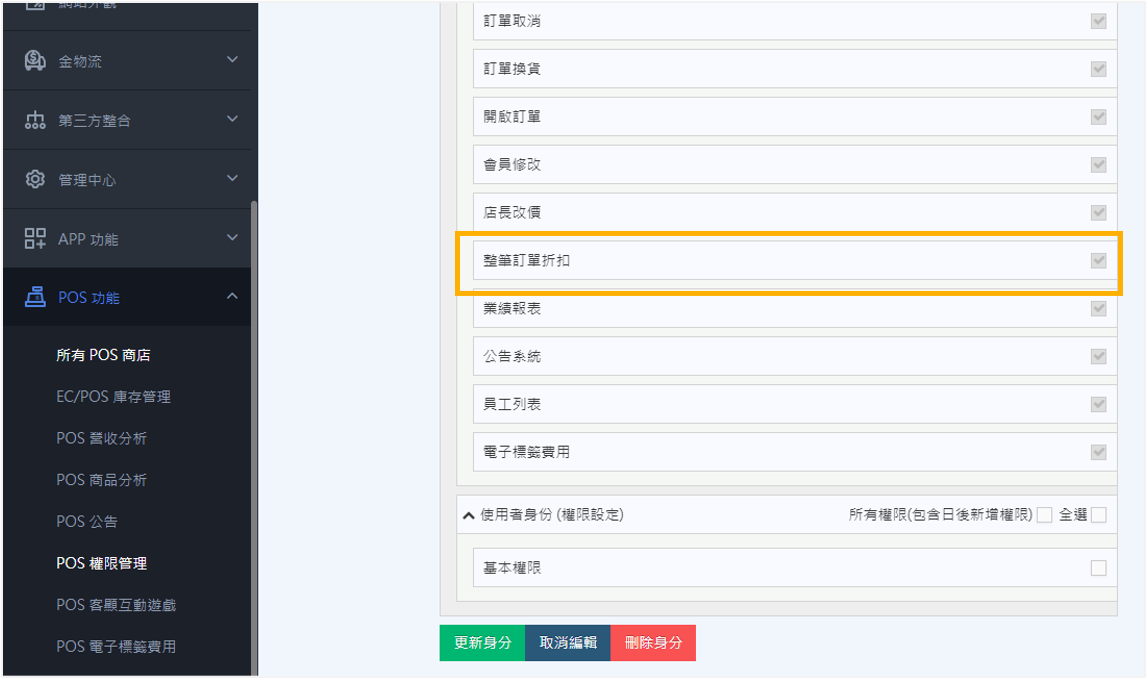 網站外觀
金物流
第三方整合
管理中心
APP 功能
POS 功能
所有 POS 商店
EC/POS 庫存管理
POS 營收分析
POS 商品分析
POS 公告
POS 權限管理
POS 客顯互動遊戲
POS 電子標籤費用
訂單取消
訂單換貨
開啟訂單
會員修改
店長改價
整筆訂單折扣
業績報表
公告系統
員工列表
電子標籤費用
使用者身份 (權限設定) 所有權限(包含日後新增權限) 全選
基本權限
更新身分 取消編輯 刪除身分